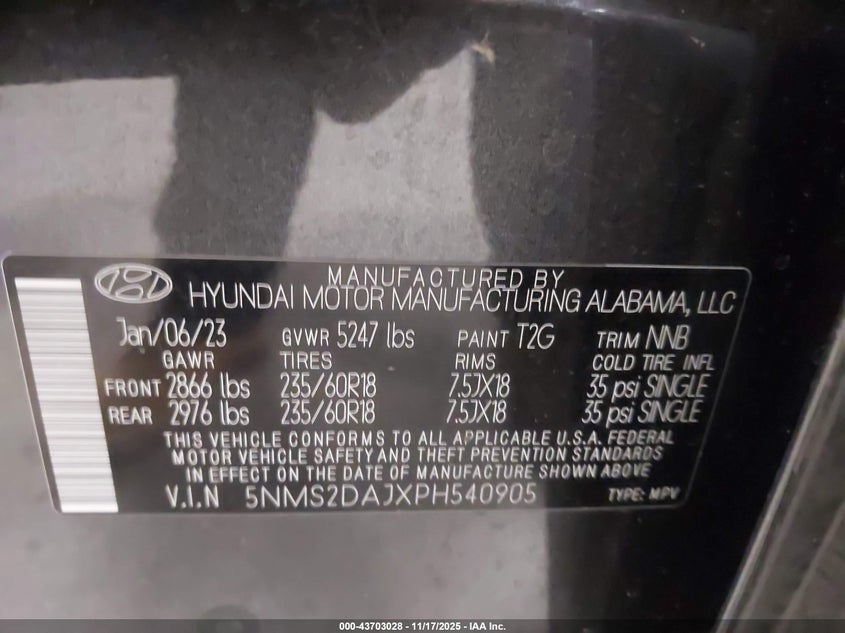 MANUFACTURED BY
HYUNDAI MOTOR MANUFACTURING ALABAMA, LLC
Jan/06/23 GVWR 5247 lbs PAINT T2G TRIM NNB
GAWR TIRES RIMS COLD TIRE INFL
FRONT 2866 lbs 235/60R18 7.5JX18 35 psi SINGLE
REAR 2976 lbs 235/60R18 7.5JX18 35 psi SINGLE
THIS VEHICLE CONFORMS TO ALL APPLICABLE U.S.A. FEDERAL
MOTOR VEHICLE SAFETY AND THEFT PREVENTION STANDARDS
IN EFFECT ON THE DATE OF MANUFACTURE SHOWN ABOVE
V.I.N 5NMS2DAJXPH540905 TYPE: MPV
000-43703028 - 11/17/2025 - IAA Inc.